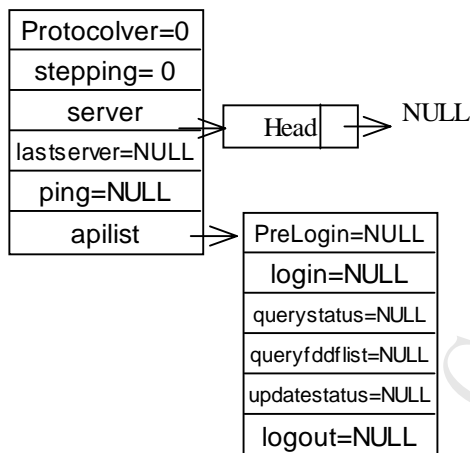 Protocolver=0
stepping= 0
server
Head
NULL
lastserver=NULL
ping=NULL
apilist
PreLogin=NULL
login=NULL
querystatus=NULL
queryfddflist=NULL
updatestatus=NULL
logout=NULL